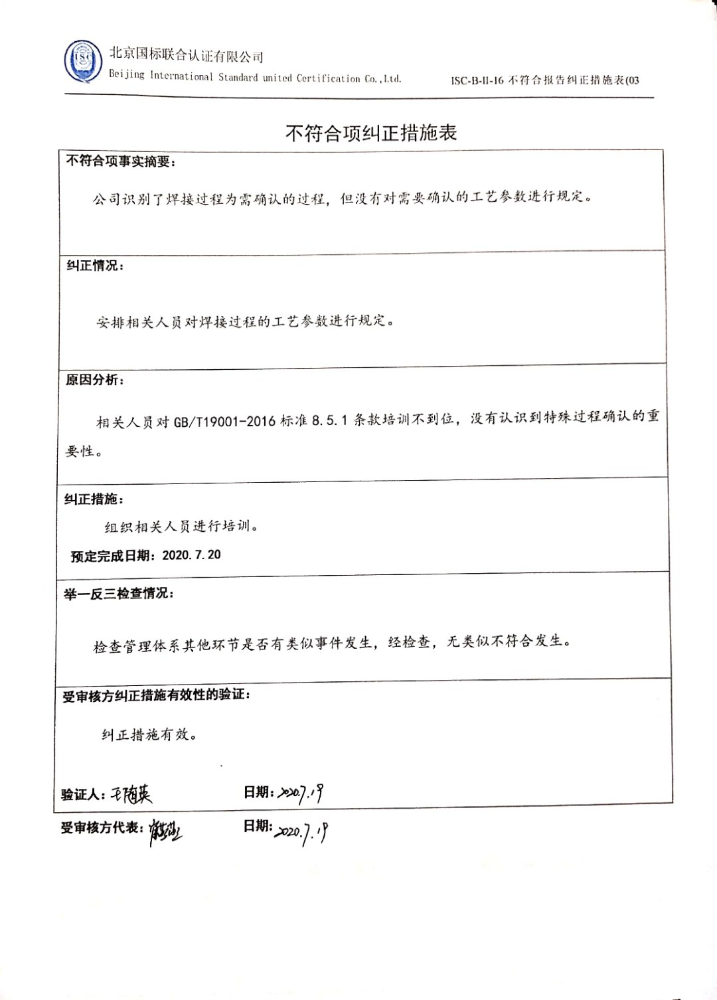 ISC
北京国标联合认证有限公司
Beijing International Standard united Certification Co.,Ltd.
ISC-B-II-16 不符合报告纠正措施表(03
不符合项纠正措施表
不符合项事实摘要：
公司识别了焊接过程为需确认的过程，但没有对需要确认的工艺参数进行规定。
纠正情况：
安排相关人员对焊接过程的工艺参数进行规定。
原因分析：
相关人员对 GB/T19001-2016 标准 8.5.1 条款培训不到位，没有认识到特殊过程确认的重
要性。
纠正措施：
组织相关人员进行培训。
预定完成日期：2020.7.20
举一反三检查情况：
检查管理体系其他环节是否有类似事件发生，经检查，无类似不符合发生。
受审核方纠正措施有效性的验证：
纠正措施有效。
验证人：王随英 日期：2020.7.19
受审核方代表： 日期：2020.7.19